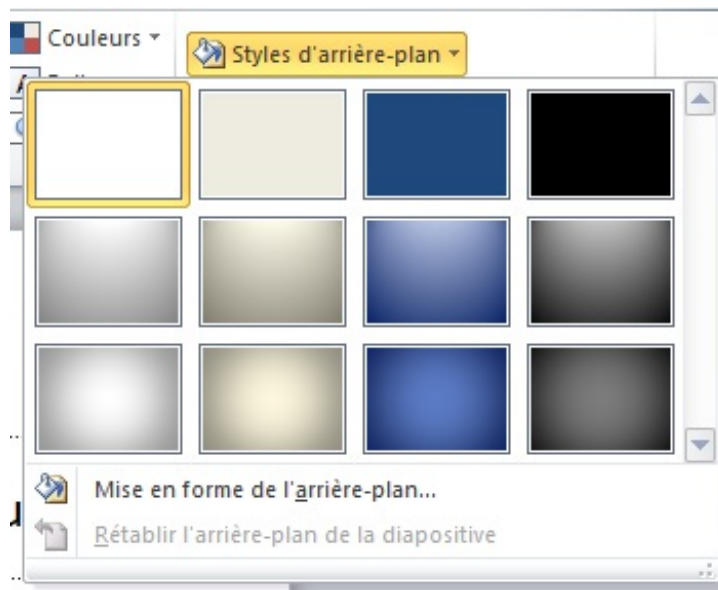 Couleurs
Styles d'arrière-plan
Mise en forme de l'arrière-plan...
Rétablir l'arrière-plan de la diapositive